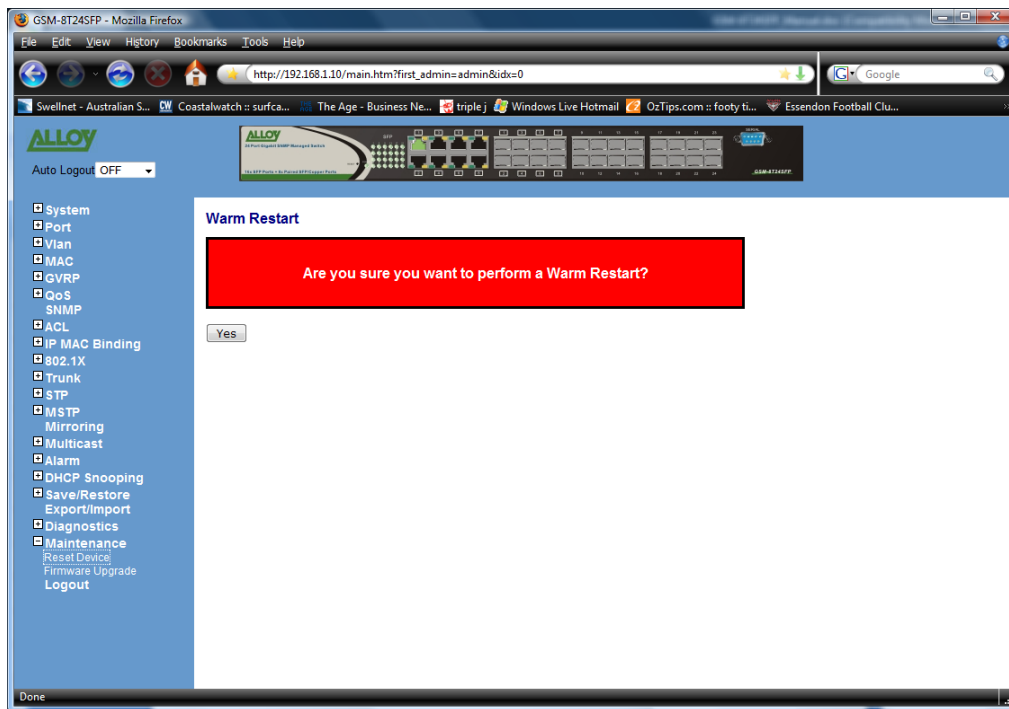 GSM-8T24SFP - Mozilla Firefox
File Edit View History Bookmarks Tools Help
http://192.168.1.10/main.htm?first_admin=admin&idx=0
G Google
Swellnet - Australian S... CW Coastalwatch :: surfca... The Age - Business Ne... triple j Windows Live Hotmail OzTips.com :: footy ti... Essendon Football Clu...
ALLOY
Auto Logout OFF
ALLOY
SFP
GSM-8T24SFP
System
Port
Vlan
MAC
GVRP
QoS
SNMP
ACL
IP MAC Binding
802.1X
Trunk
STP
MSTP
Mirroring
Multicast
Alarm
DHCP Snooping
Save/Restore
Export/Import
Diagnostics
Maintenance
Reset Device
Firmware Upgrade
Logout
Warm Restart
Are you sure you want to perform a Warm Restart?
Yes
Done